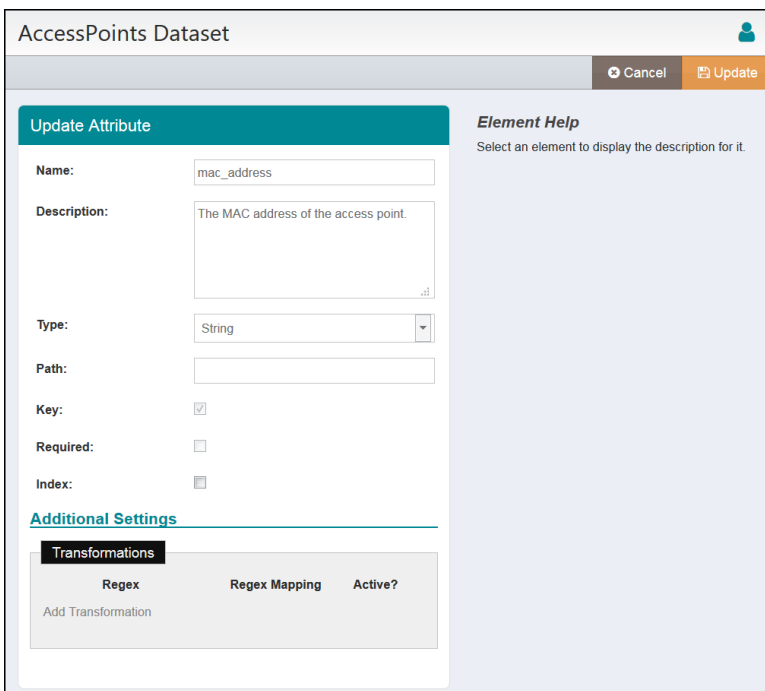 AccessPoints Dataset
Cancel Update
Update Attribute
Element Help
Select an element to display the description for it.
Name: mac_address
Description: The MAC address of the access point.
Type: String
Path:
Key:
Required:
Index:
Additional Settings
Transformations
Regex Regex Mapping Active?
Add Transformation